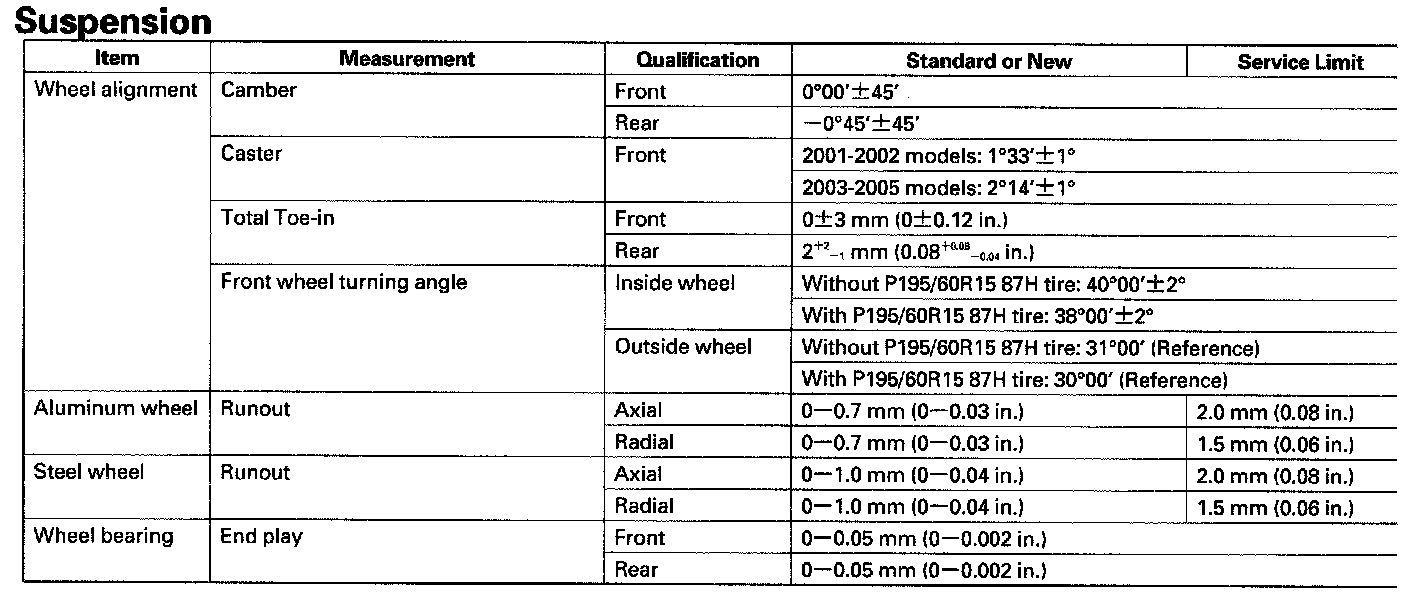 Suspension
Item Measurement Qualification Standard or New Service Limit
Wheel alignment Camber Front 0°00′±45′
Rear −0°45′±45′
Caster Front 2001-2002 models: 1°33′±1°
2003-2005 models: 2°14′±1°
Total Toe-in Front 0±3 mm (0±0.12 in.)
Rear 2+2−1 mm (0.08+0.08−0.04 in.)
Front wheel turning angle Inside wheel Without P195/60R15 87H tire: 40°00′±2°
With P195/60R15 87H tire: 38°00′±2°
Outside wheel Without P195/60R15 87H tire: 31°00′ (Reference)
With P195/60R15 87H tire: 30°00′ (Reference)
Aluminum wheel Runout Axial 0—0.7 mm (0—0.03 in.) 2.0 mm (0.08 in.)
Radial 0—0.7 mm (0—0.03 in.) 1.5 mm (0.06 in.)
Steel wheel Runout Axial 0—1.0 mm (0—0.04 in.) 2.0 mm (0.08 in.)
Radial 0—1.0 mm (0—0.04 in.) 1.5 mm (0.06 in.)
Wheel bearing End play Front 0—0.05 mm (0—0.002 in.)
Rear 0—0.05 mm (0—0.002 in.)